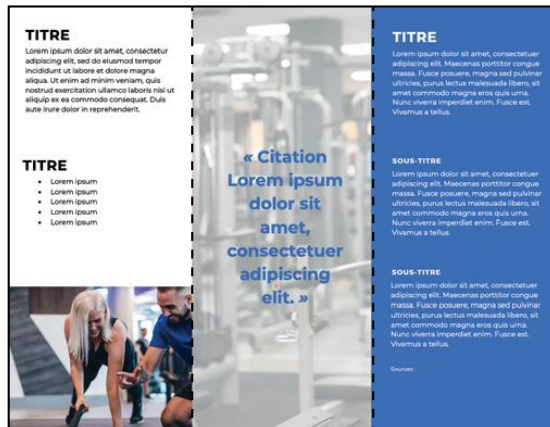 TITRE
Lorem ipsum dolor sit amet, consectetur
adipiscing elit, sed do eiusmod tempor
incididunt ut labore et dolore magna
aliqua. Ut enim ad minim veniam, quis
nostrud exercitation ullamco laboris nisi ut
aliquip ex ea commodo consequat. Duis
aute irure dolor in reprehenderit.
TITRE
• Lorem ipsum
• Lorem ipsum
• Lorem ipsum
• Lorem ipsum
• Lorem ipsum
« Citation
Lorem ipsum
dolor sit
amet,
consectetuer
adipiscing
elit. »
TITRE
Lorem ipsum dolor sit amet, consectetuer
adipiscing elit. Maecenas porttitor congue
massa. Fusce posuere, magna sed pulvinar
ultricies, purus lectus malesuada libero, sit
amet commodo magna eros quis urna.
Nunc viverra imperdiet enim. Fusce est.
Vivamus a tellus.
SOUS-TITRE
Lorem ipsum dolor sit amet, consectetuer
adipiscing elit. Maecenas porttitor congue
massa. Fusce posuere, magna sed pulvinar
ultricies, purus lectus malesuada libero, sit
amet commodo magna eros quis urna.
Nunc viverra imperdiet enim. Fusce est.
Vivamus a tellus.
SOUS-TITRE
Lorem ipsum dolor sit amet, consectetuer
adipiscing elit. Maecenas porttitor congue
massa. Fusce posuere, magna sed pulvinar
ultricies, purus lectus malesuada libero, sit
amet commodo magna eros quis urna.
Nunc viverra imperdiet enim. Fusce est.
Vivamus a tellus.
Sources :